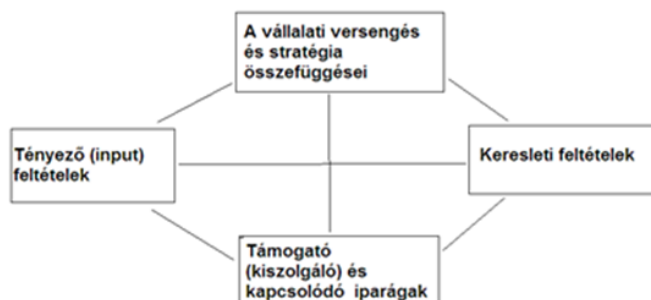 A vállalati versengés
és stratégia
összefüggései
Tényező (input)
feltételek
Keresleti feltételek
Támogató
(kiszolgáló) és
kapcsolódó iparágak